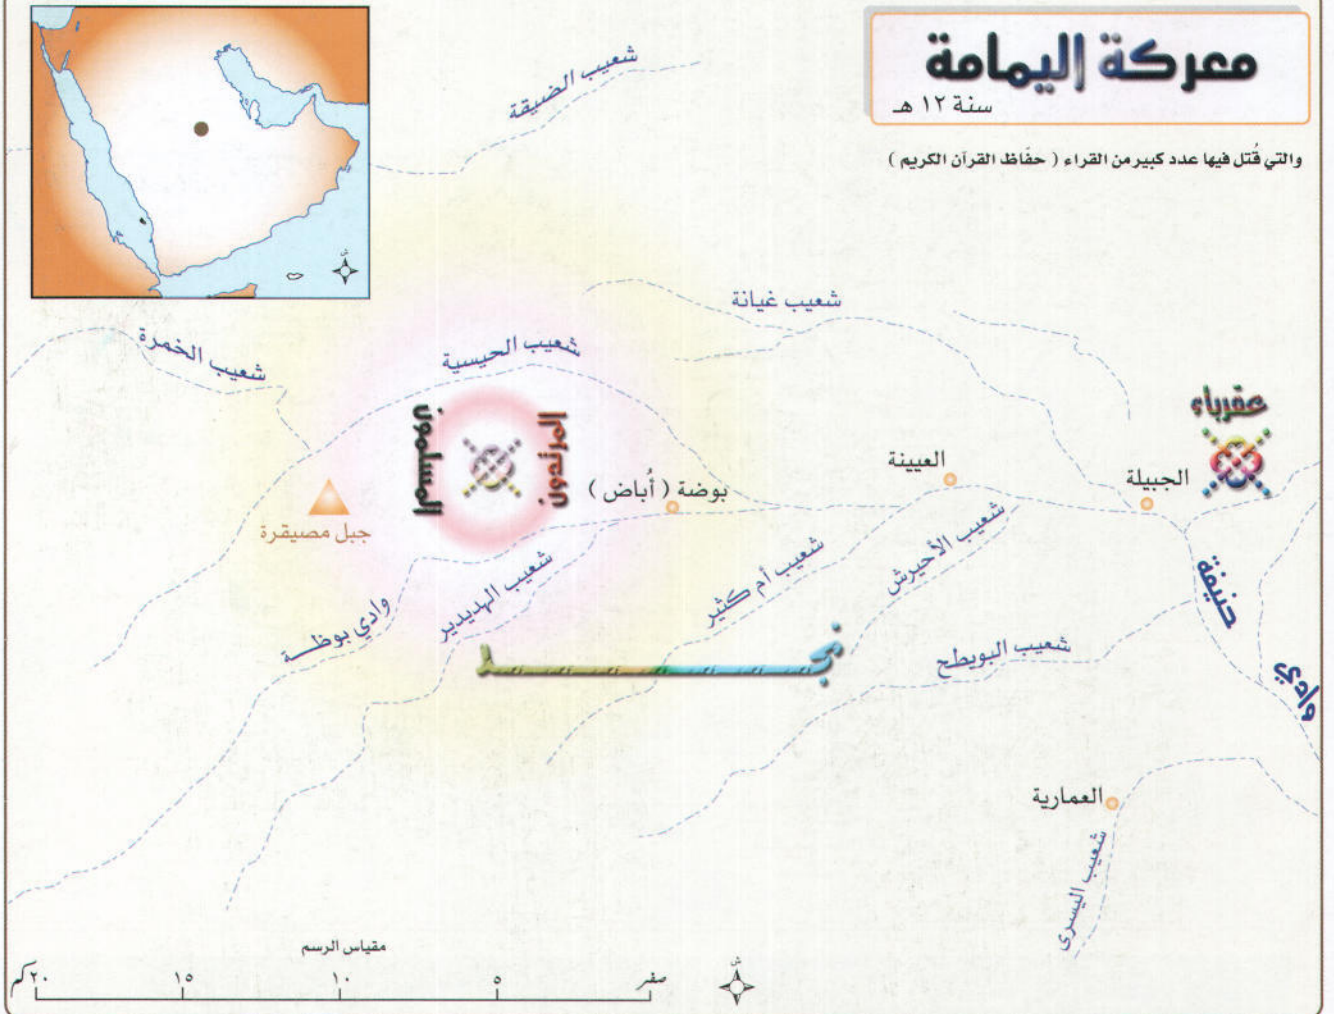 معركة اليمامة
سنة ١٢ هـ
والتي قُتل فيها عدد كبير من القراء ( حفّاظ القرآن الكريم )
ش
شعيب الضيقة
شعيب غيانة
شعيب الخمرة
شعيب الحيسية
عقرباء
المرتدون
المسلمون
الجبيلة
العيينة
بوضة ( أُباض )
جبل مصيقرة
شعيب الأحيرش
شعيب أم كثير
شعيب الهديدير
وادي بوظة
حنيفة
وادي
شعيب البويطح
نجد
العمارية
شعيب اليسرى
مقياس الرسم
صفر
٥
١٠
١٥
٢٠ كم
ش